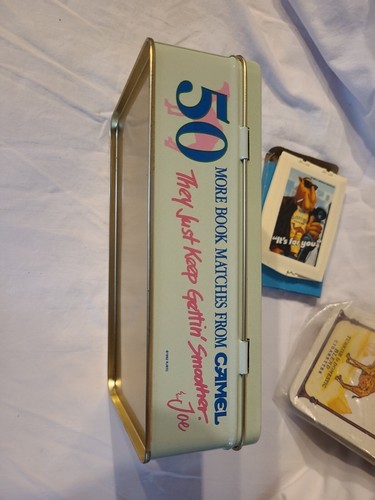 50 MORE BOOK MATCHES FROM CAMEL
They Just Keep Gettin' Smoother.
Joe
"It's for you"